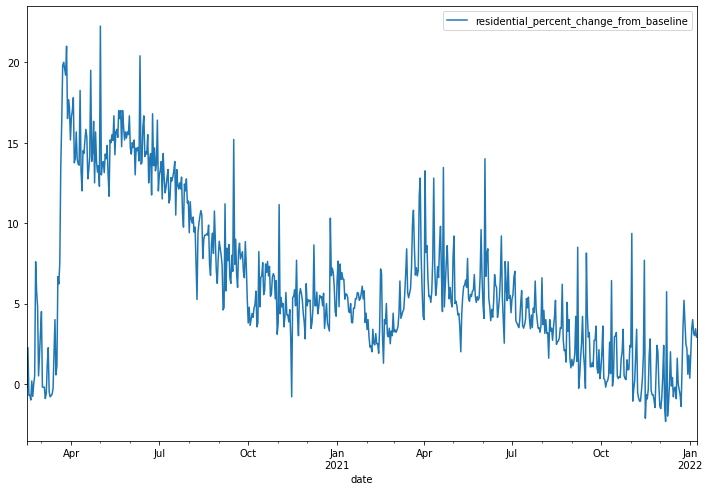 residential_percent_change_from_baseline
20
15
10
5
0
Apr Jul Oct Jan Apr Jul Oct Jan
2021 2022
date